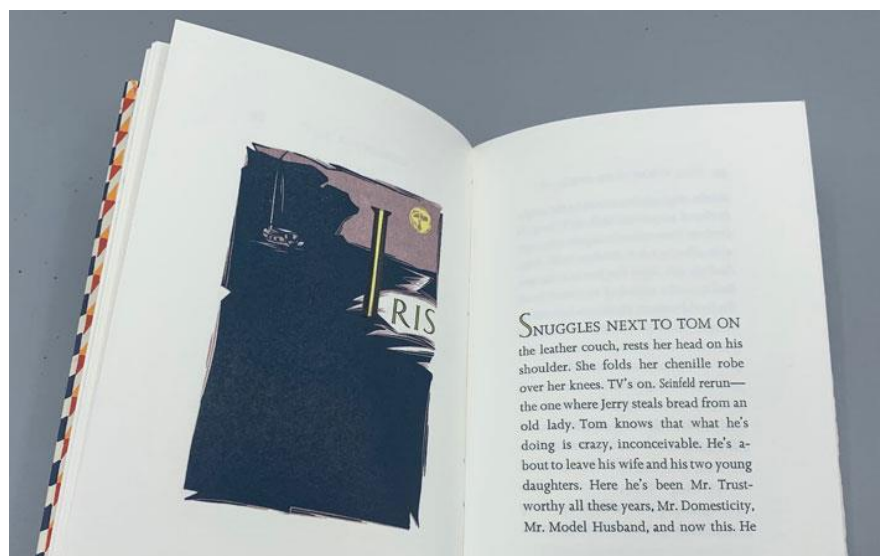 IRIS
SNUGGLES NEXT TO TOM ON
the leather couch, rests her head on his
shoulder. She folds her chenille robe
over her knees. TV's on. Seinfeld rerun—
the one where Jerry steals bread from an
old lady. Tom knows that what he's
doing is crazy, inconceivable. He's a-
bout to leave his wife and his two young
daughters. Here he's been Mr. Trust-
worthy all these years, Mr. Domesticity,
Mr. Model Husband, and now this. He